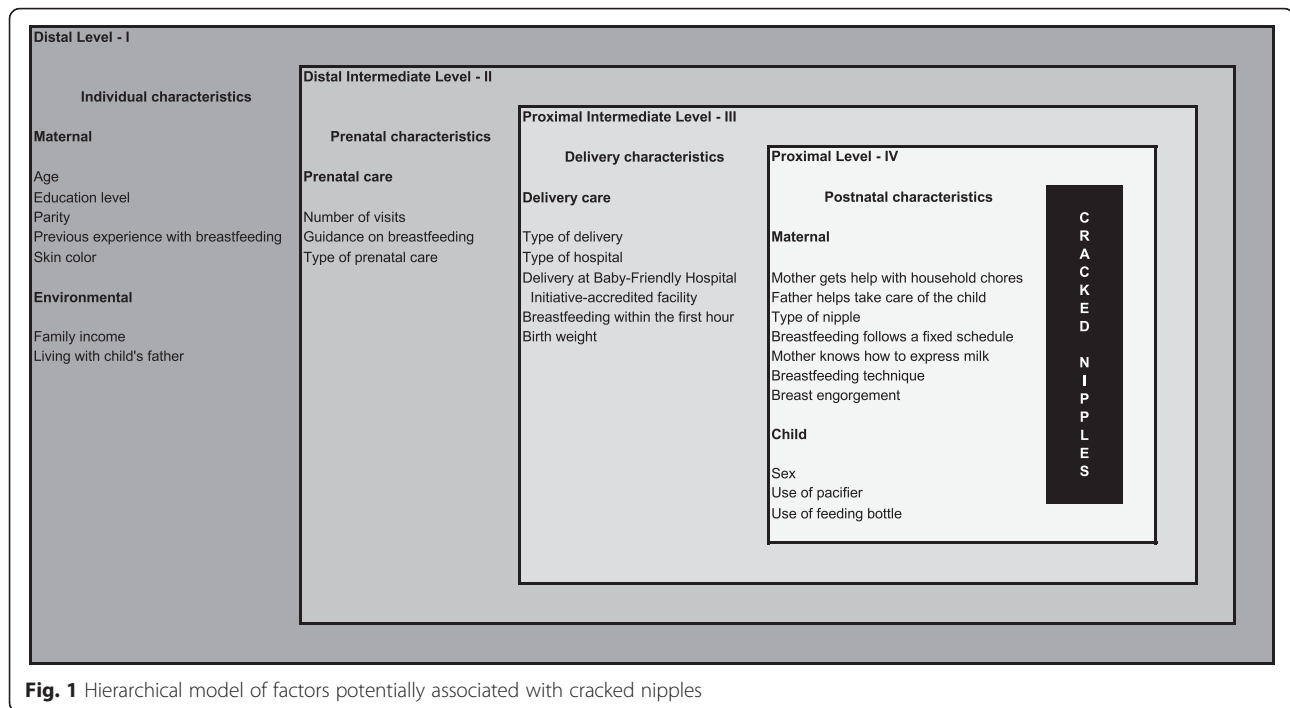 Distal Level - I
Individual characteristics
Maternal
Age
Education level
Parity
Previous experience with breastfeeding
Skin color
Environmental
Family income
Living with child's father
Distal Intermediate Level - II
Prenatal characteristics
Prenatal care
Number of visits
Guidance on breastfeeding
Type of prenatal care
Proximal Intermediate Level - III
Delivery characteristics
Delivery care
Type of delivery
Type of hospital
Delivery at Baby-Friendly Hospital
Initiative-accredited facility
Breastfeeding within the first hour
Birth weight
Proximal Level - IV
Postnatal characteristics
Maternal
Mother gets help with household chores
Father helps take care of the child
Type of nipple
Breastfeeding follows a fixed schedule
Mother knows how to express milk
Breastfeeding technique
Breast engorgement
Child
Sex
Use of pacifier
Use of feeding bottle
CRACKED NIPPLES
Fig. 1 Hierarchical model of factors potentially associated with cracked nipples